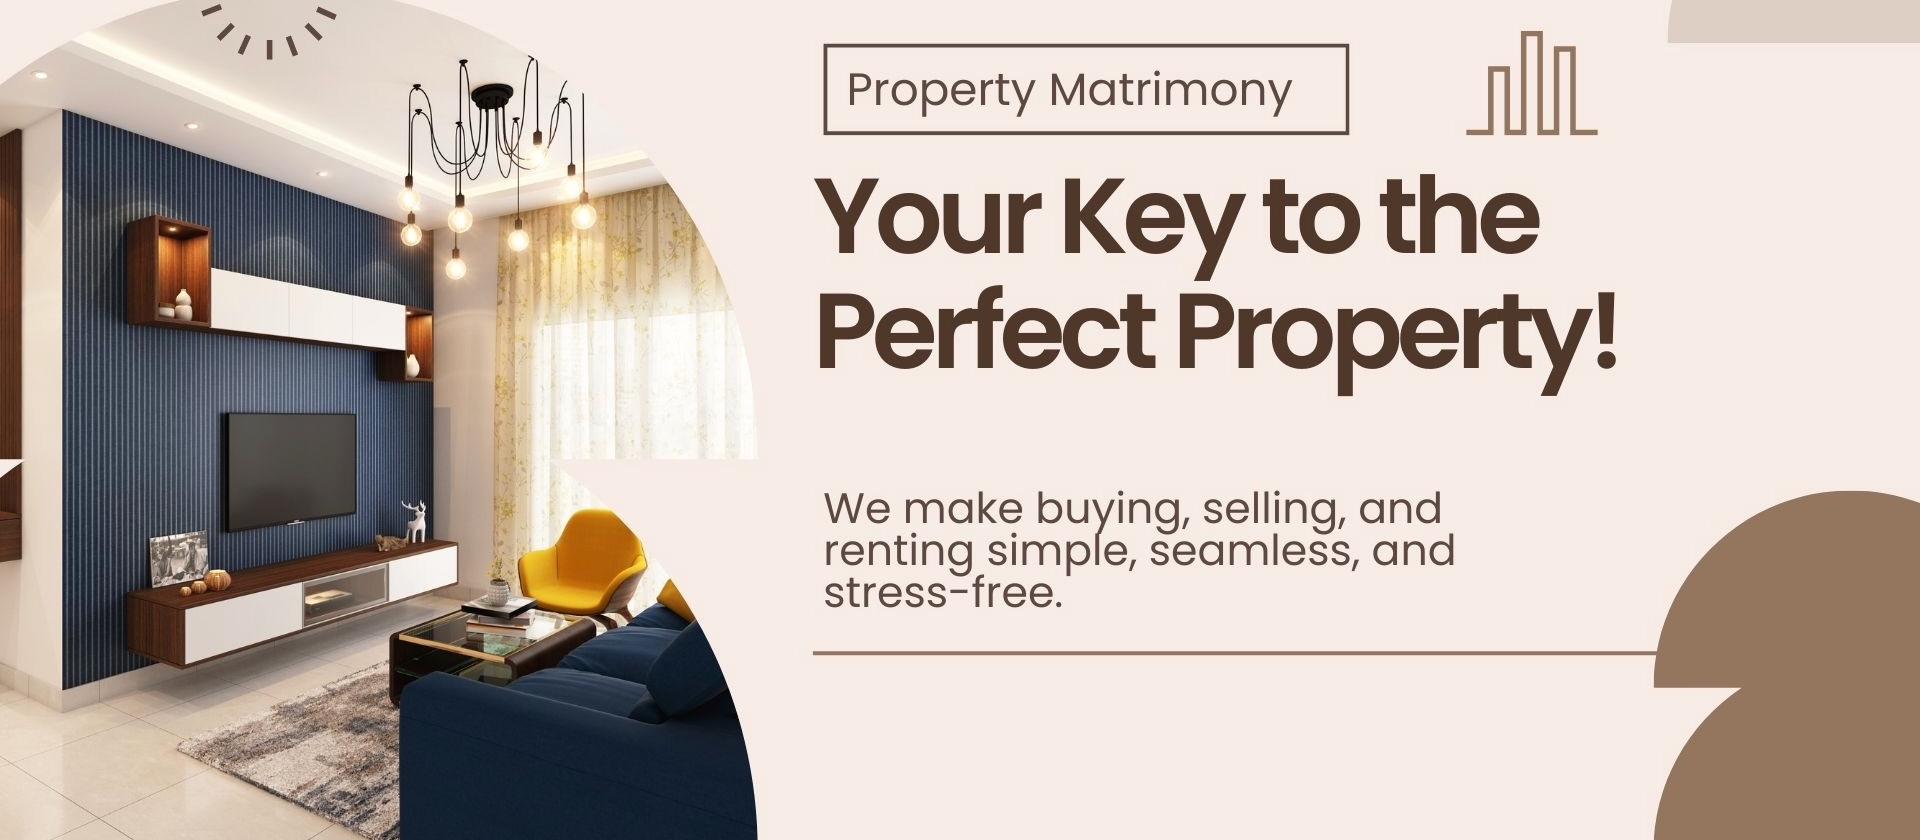 Property Matrimony
Your Key to the
Perfect Property!
We make buying, selling, and
renting simple, seamless, and
stress-free.